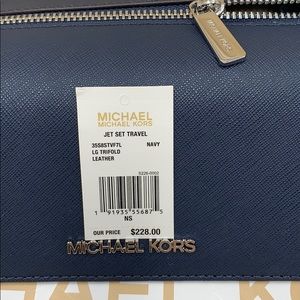 MICHAEL
MICHAEL KORS
JET SET TRAVEL
35S8STVF7L NAVY
LG TRIFOLD
LEATHER
S226-0002
1 91935 55687 5
NS
OUR PRICE $228.00
MICHAEL KORS